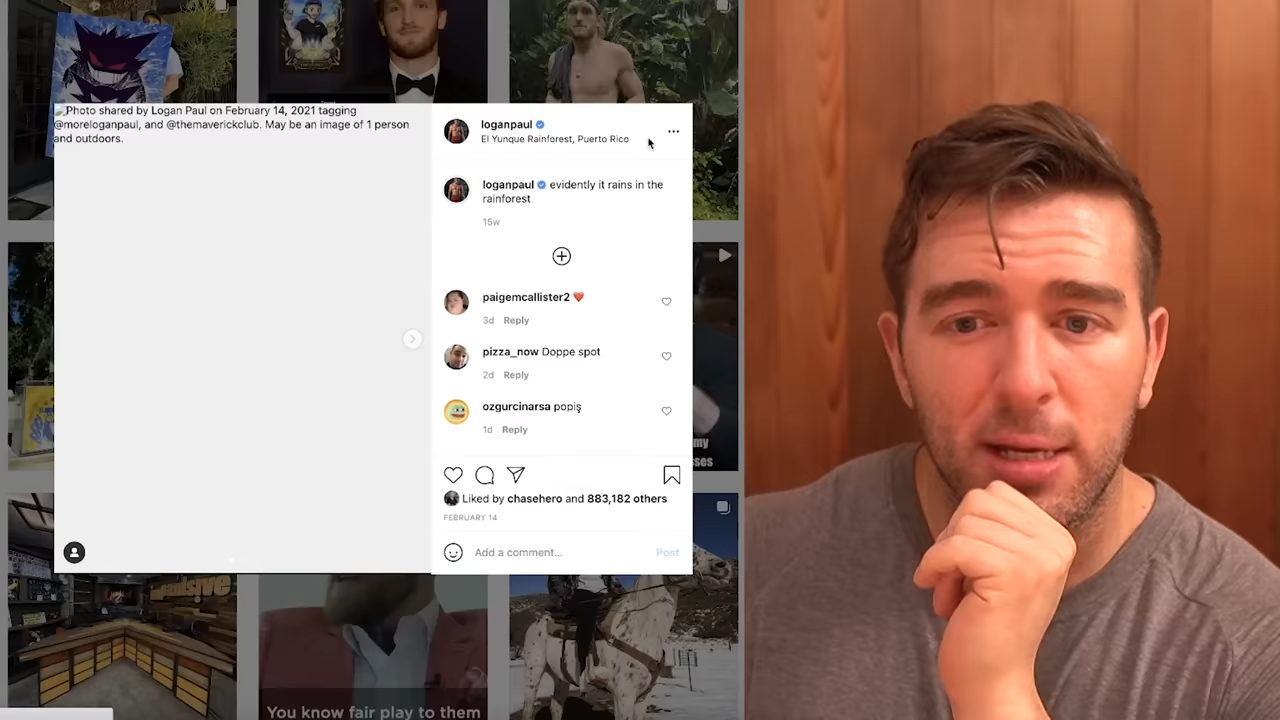 Photo shared by Logan Paul on February 14, 2021 tagging
@moreloganpaul, and @themaverickclub. May be an image of 1 person
and outdoors.
loganpaul
El Yunque Rainforest, Puerto Rico
loganpaul evidently it rains in the
rainforest
15w
paigemcallister2 ❤️
3d Reply
pizza_now Doppe spot
2d Reply
ozgurcinarsa popiş
1d Reply
my
ses
Liked by chasehero and 883,182 others
FEBRUARY 14
Add a comment... Post
You know fair play to them